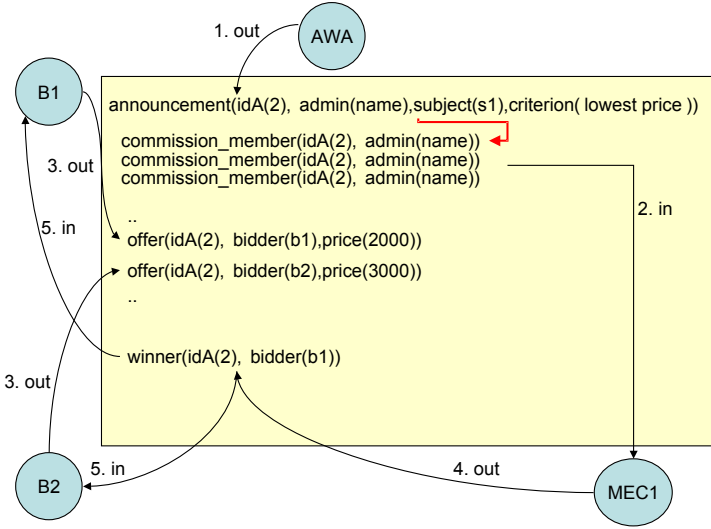 1. out
AWA
B1
announcement(idA(2), admin(name),subject(s1),criterion( lowest price ))
commission_member(idA(2), admin(name))
commission_member(idA(2), admin(name))
commission_member(idA(2), admin(name))
3. out
2. in
..
5. in
offer(idA(2), bidder(b1),price(2000))
offer(idA(2), bidder(b2),price(3000))
..
winner(idA(2), bidder(b1))
3. out
5. in
4. out
B2
MEC1